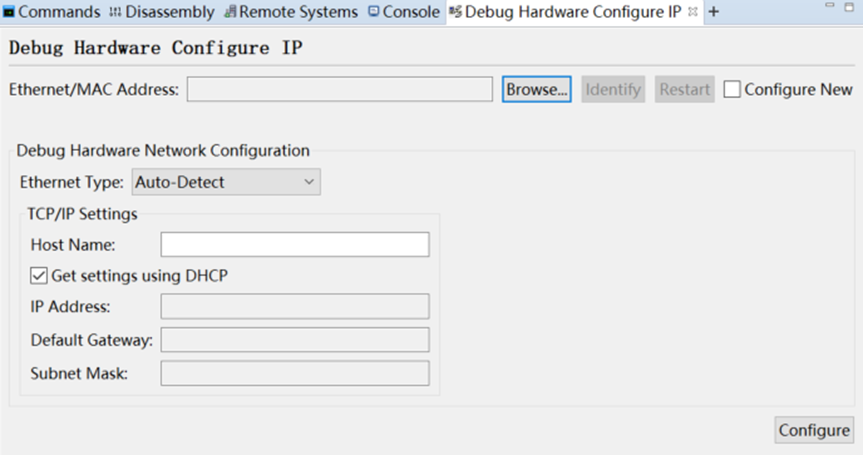 Commands Disassembly Remote Systems Console Debug Hardware Configure IP
Debug Hardware Configure IP
Ethernet/MAC Address: Browse... Identify Restart Configure New
Debug Hardware Network Configuration
Ethernet Type: Auto-Detect
TCP/IP Settings
Host Name:
Get settings using DHCP
IP Address:
Default Gateway:
Subnet Mask:
Configure